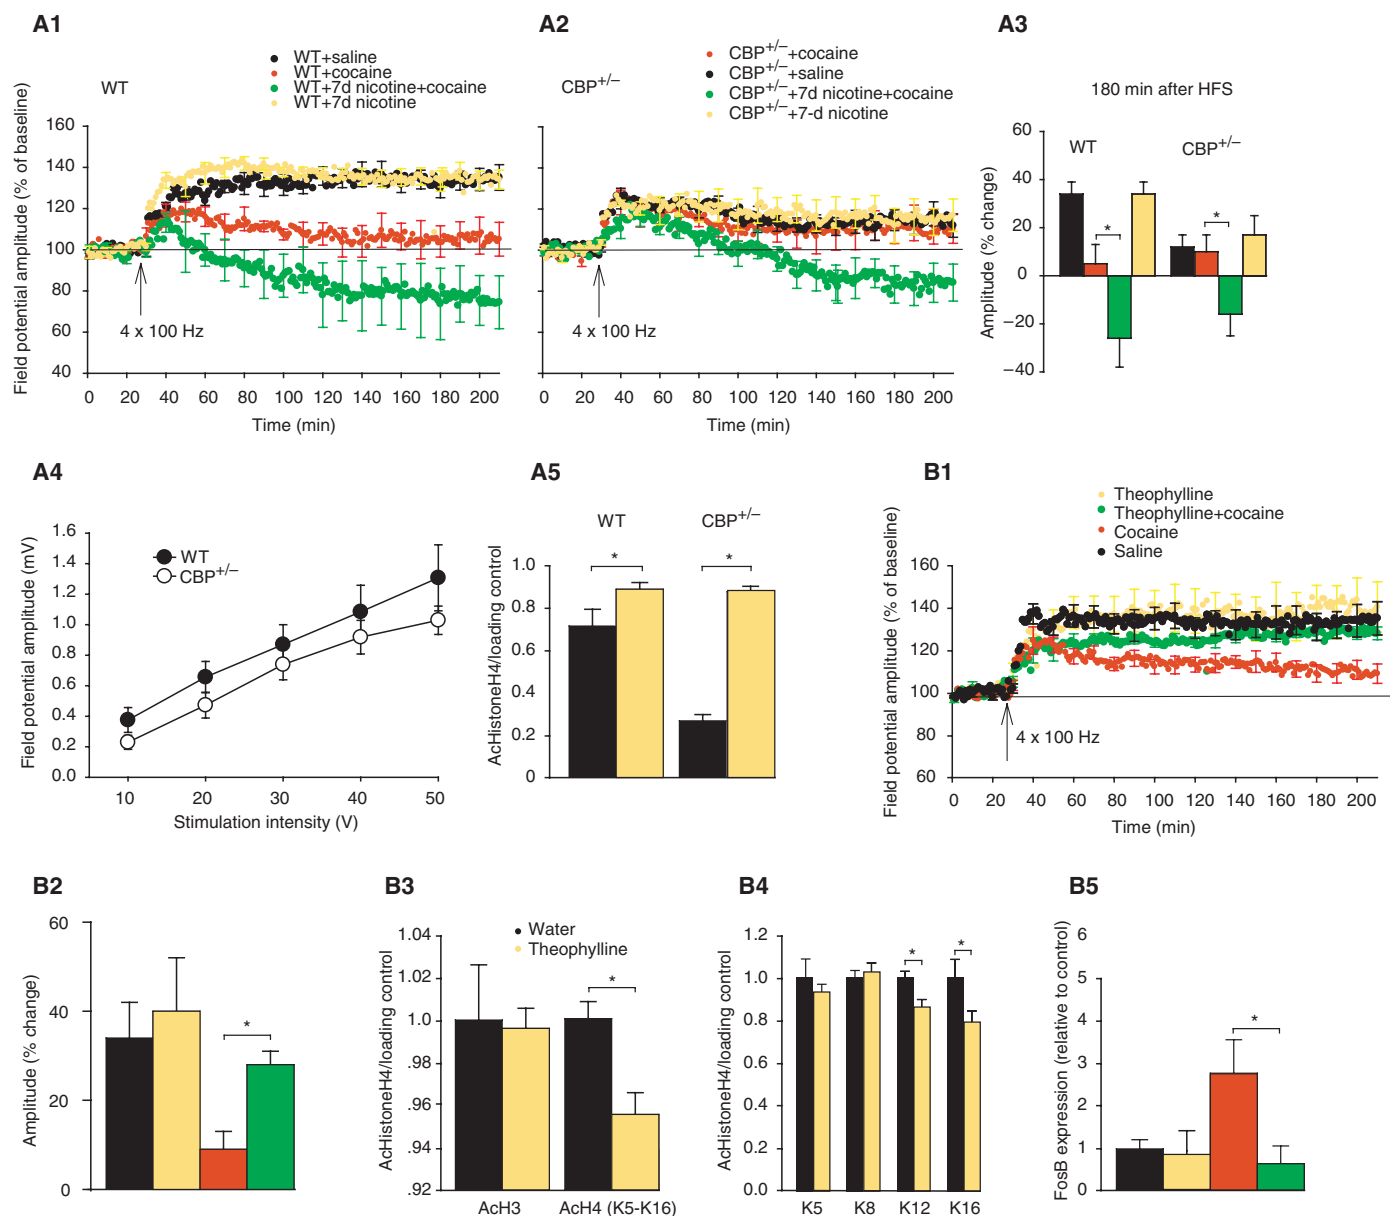 A1
WT
WT+saline
WT+cocaine
WT+7d nicotine+cocaine
WT+7d nicotine
Field potential amplitude (% of baseline)
160
140
120
100
80
60
40
4 x 100 Hz
0 20 40 60 80 100 120 140 160 180 200
Time (min)
A2
CBP+/–
CBP+/–+cocaine
CBP+/–+saline
CBP+/–+7d nicotine+cocaine
CBP+/–+7-d nicotine
4 x 100 Hz
0 20 40 60 80 100 120 140 160 180 200
Time (min)
A3
180 min after HFS
WT
CBP+/–
Amplitude (% change)
60
40
20
0
–20
–40
*
*
A4
WT
CBP+/–
Field potential amplitude (mV)
1.6
1.4
1.2
1.0
0.8
0.6
0.4
0.2
0.0
10 20 30 40 50
Stimulation intensity (V)
A5
WT
CBP+/–
AcHistoneH4/loading control
1.0
0.8
0.6
0.4
0.2
0
*
*
B1
Theophylline
Theophylline+cocaine
Cocaine
Saline
Field potential amplitude (% of baseline)
160
140
120
100
80
60
4 x 100 Hz
0 20 40 60 80 100 120 140 160 180 200
Time (min)
B2
Amplitude (% change)
60
40
20
0
*
B3
Water
Theophylline
AcHistoneH4/loading control
1.04
1.02
1.00
.98
.96
.94
.92
*
AcH3 AcH4 (K5-K16)
B4
AcHistoneH4/loading control
1.2
1.0
0.8
0.6
0.4
0.2
0.0
*
*
K5 K8 K12 K16
B5
FosB expression (relative to control)
6
5
4
3
2
1
0
*